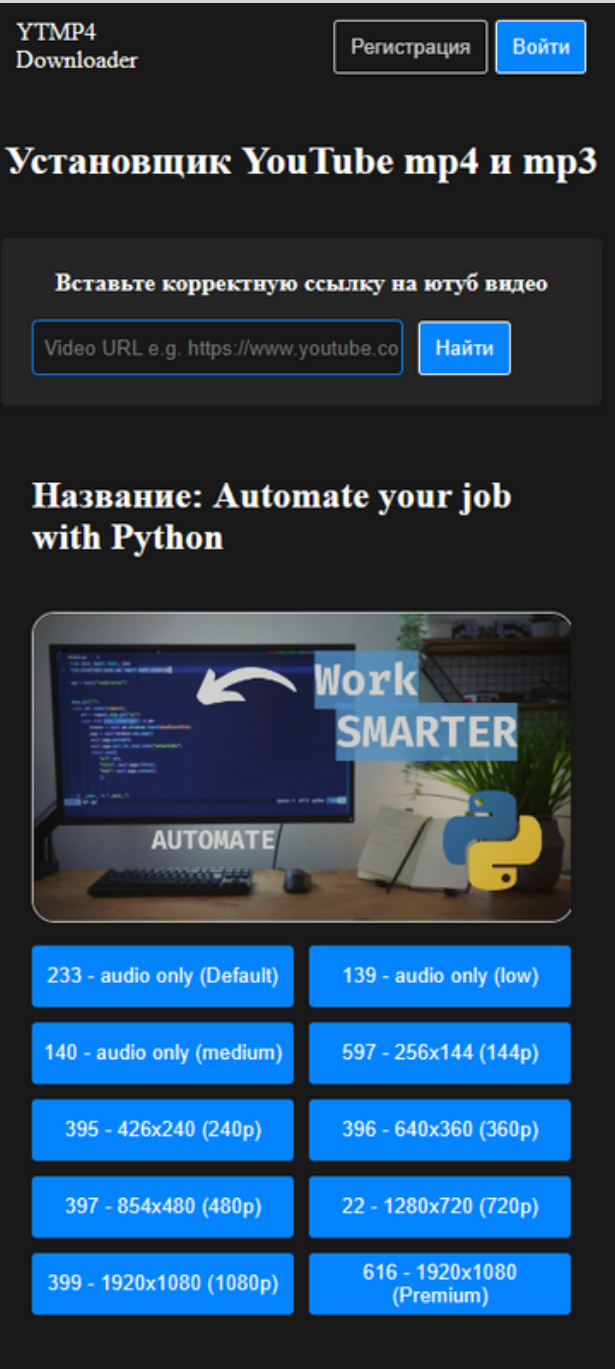 YTMP4
Downloader
Регистрация
Войти
Установщик YouTube mp4 и mp3
Вставьте корректную ссылку на ютуб видео
Video URL e.g. https://www.youtube.co
Найти
Название: Automate your job
with Python
Work
SMARTER
AUTOMATE
233 - audio only (Default)
139 - audio only (low)
140 - audio only (medium)
597 - 256x144 (144p)
395 - 426x240 (240p)
396 - 640x360 (360p)
397 - 854x480 (480p)
22 - 1280x720 (720p)
399 - 1920x1080 (1080p)
616 - 1920x1080
(Premium)